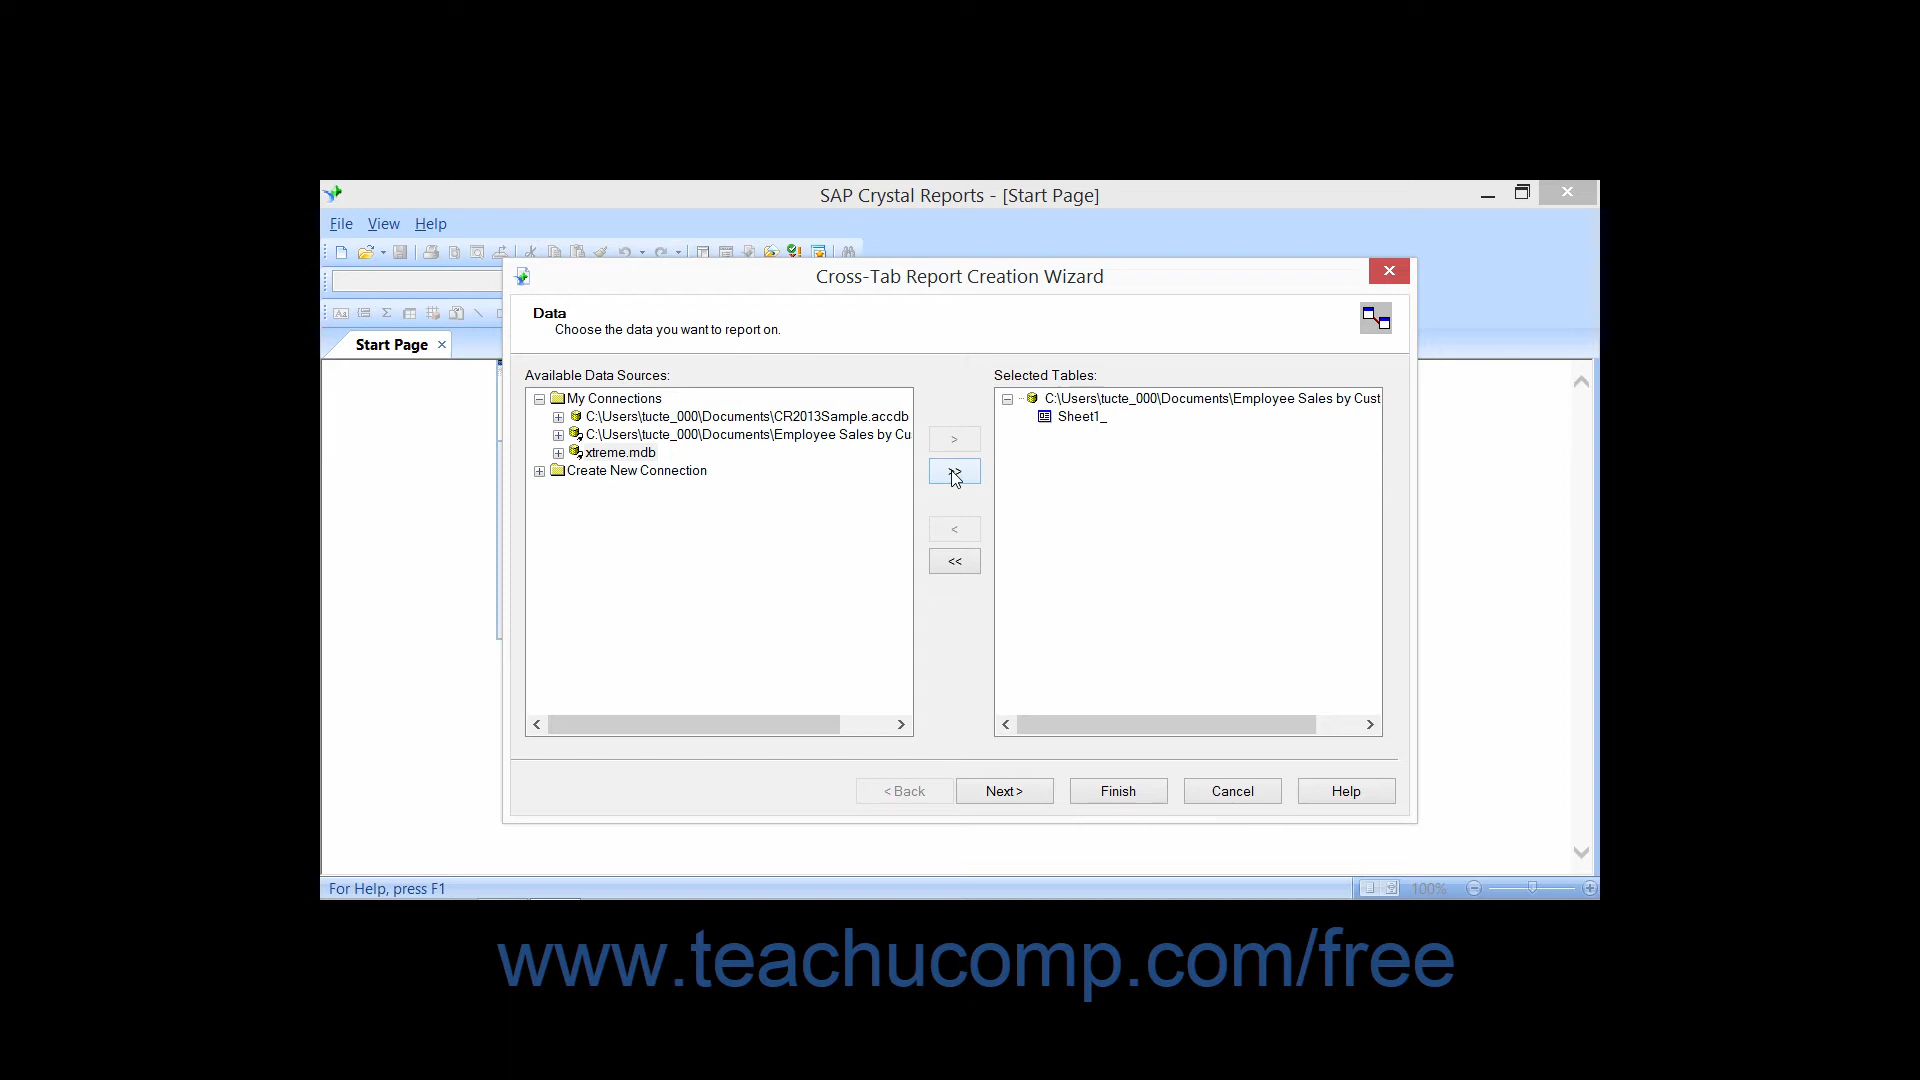 SAP Crystal Reports - [Start Page]
File View Help
Cross-Tab Report Creation Wizard
Data
Choose the data you want to report on.
Start Page
Available Data Sources:
My Connections
C:\Users\tucte_000\Documents\CR2013Sample.accdb
C:\Users\tucte_000\Documents\Employee Sales by Cu
xtreme.mdb
Create New Connection
>
>>
<
<<
Selected Tables:
C:\Users\tucte_000\Documents\Employee Sales by Cust
Sheet1_
< Back Next > Finish Cancel Help
For Help, press F1
100%
www.teachucomp.com/free